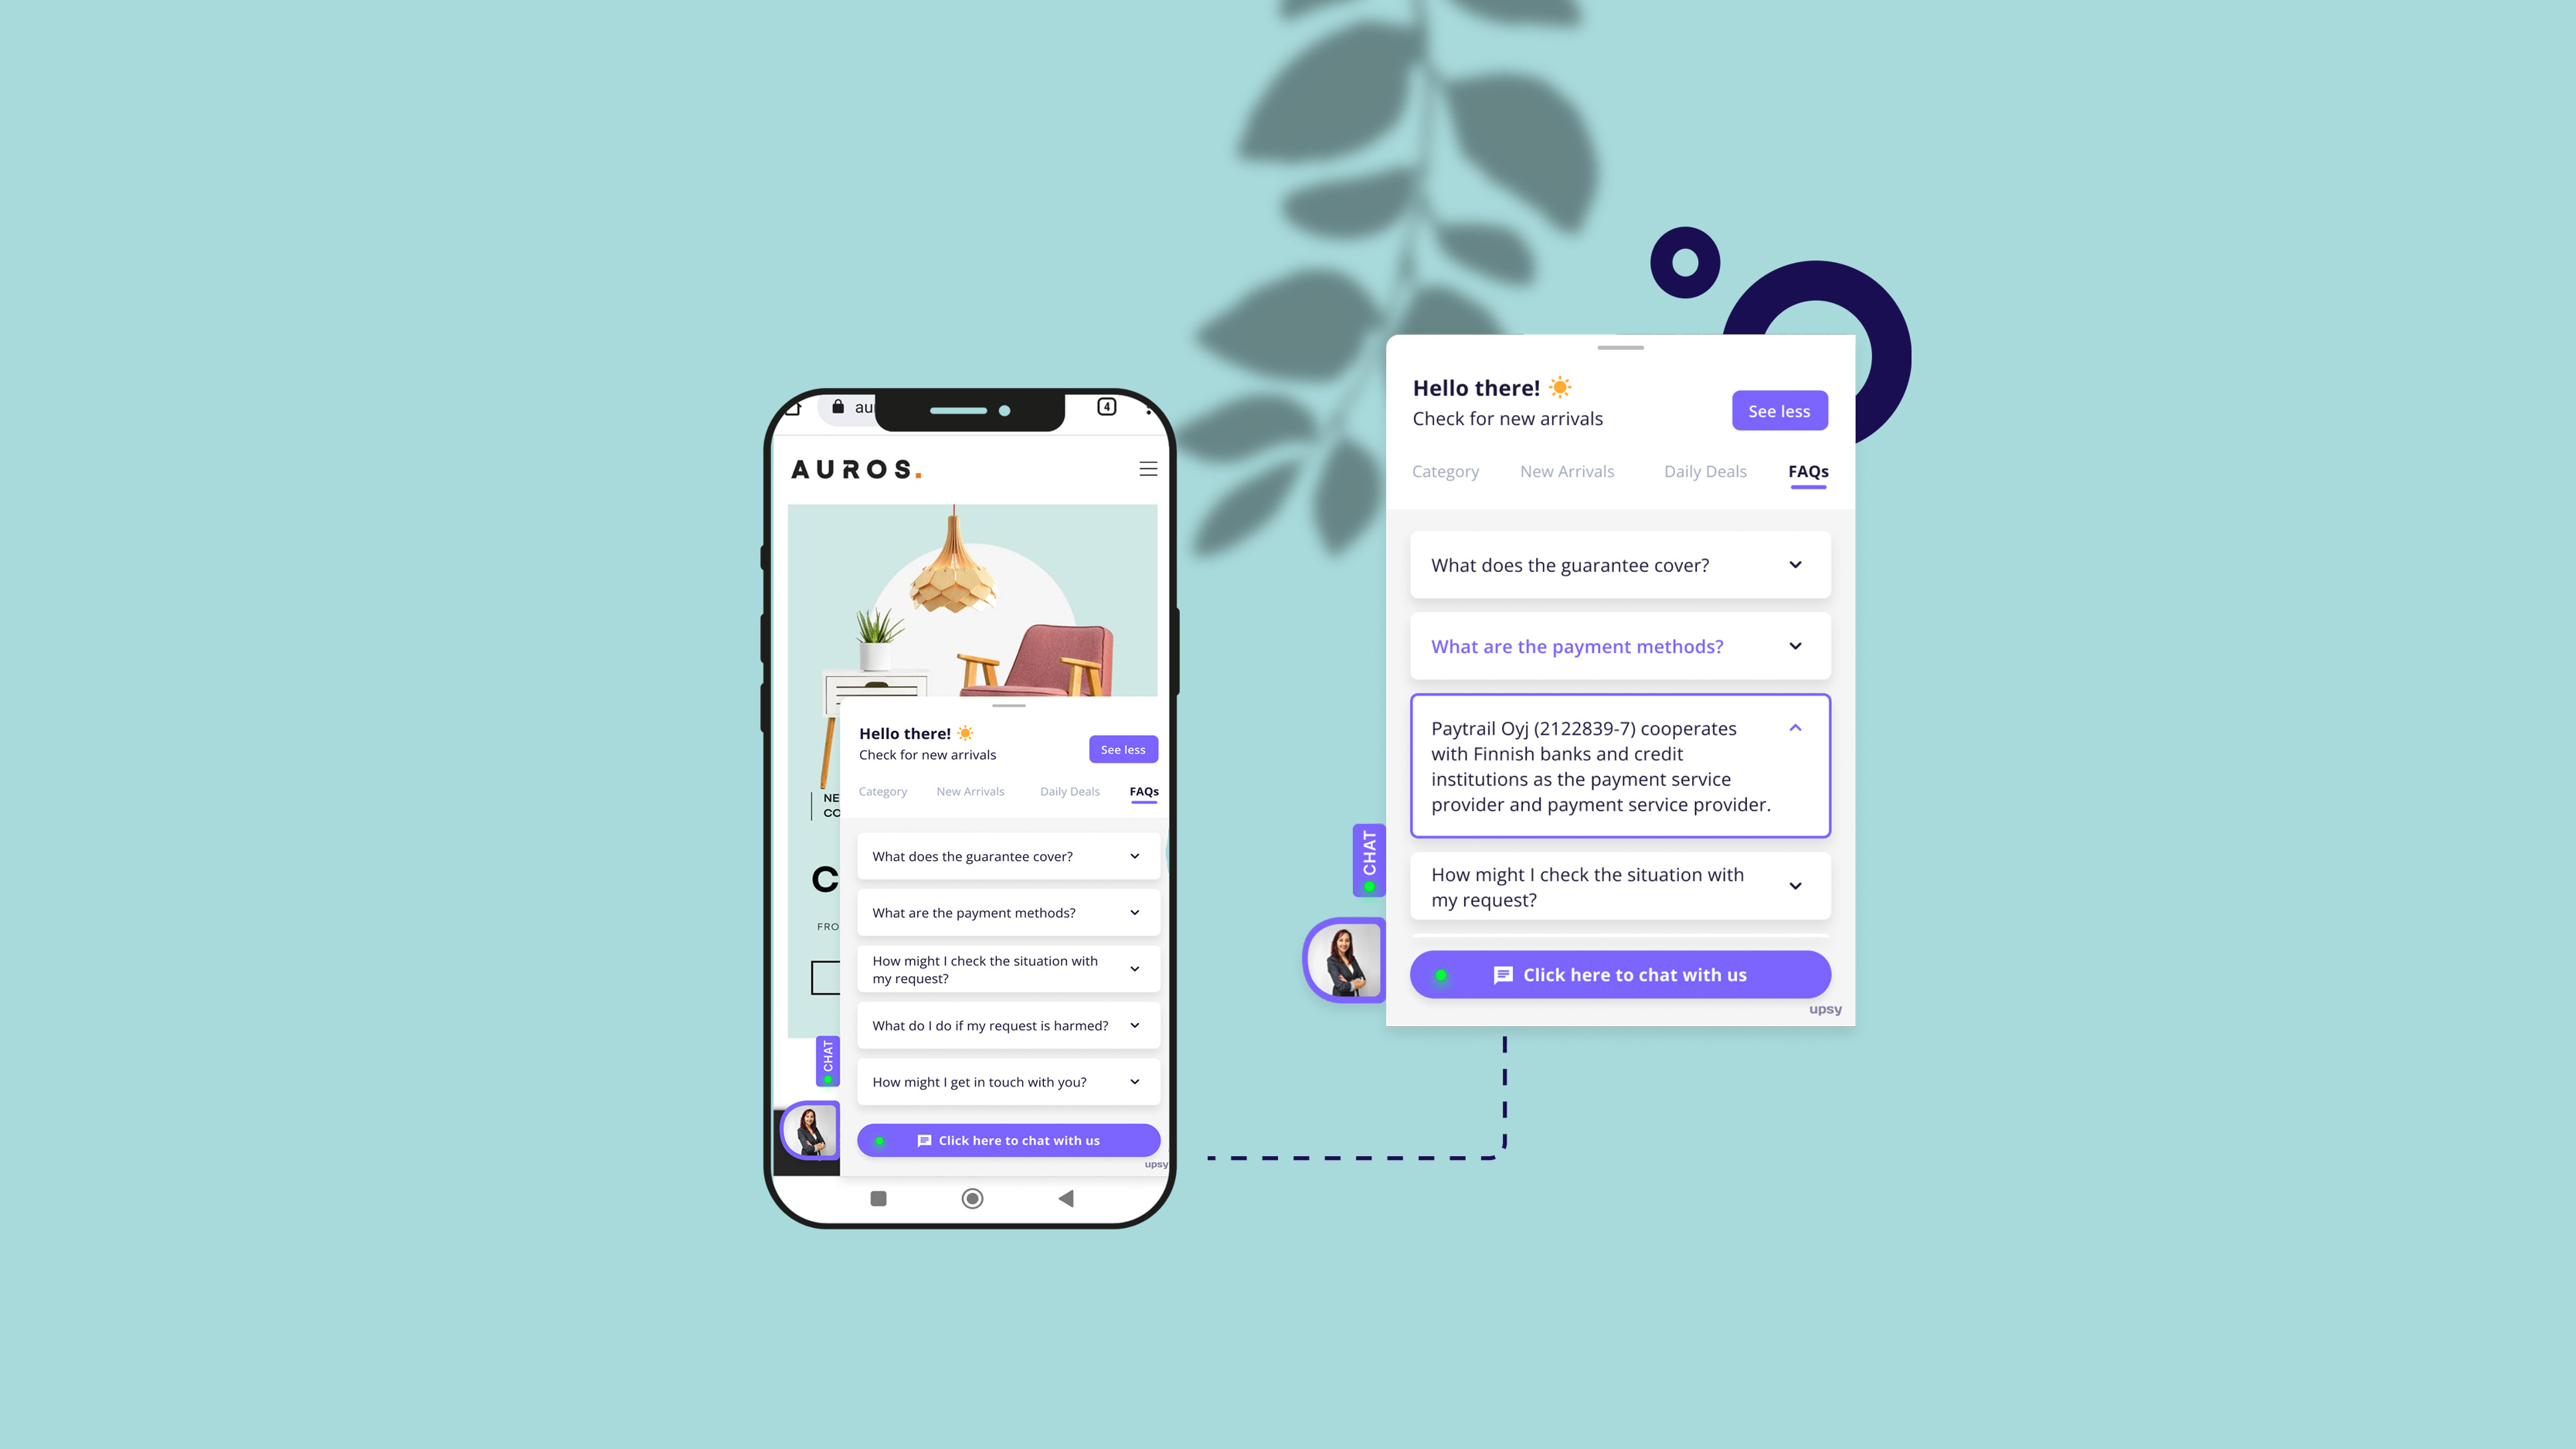 au
4
AUROS.
NE
CO
C
FRO
Hello there!
Check for new arrivals
See less
Category New Arrivals Daily Deals FAQs
What does the guarantee cover?
What are the payment methods?
How might I check the situation with
my request?
What do I do if my request is harmed?
How might I get in touch with you?
CHAT
Click here to chat with us
upsy
Hello there!
Check for new arrivals
See less
Category New Arrivals Daily Deals FAQs
What does the guarantee cover?
What are the payment methods?
Paytrail Oyj (2122839-7) cooperates
with Finnish banks and credit
institutions as the payment service
provider and payment service provider.
How might I check the situation with
my request?
CHAT
Click here to chat with us
upsy